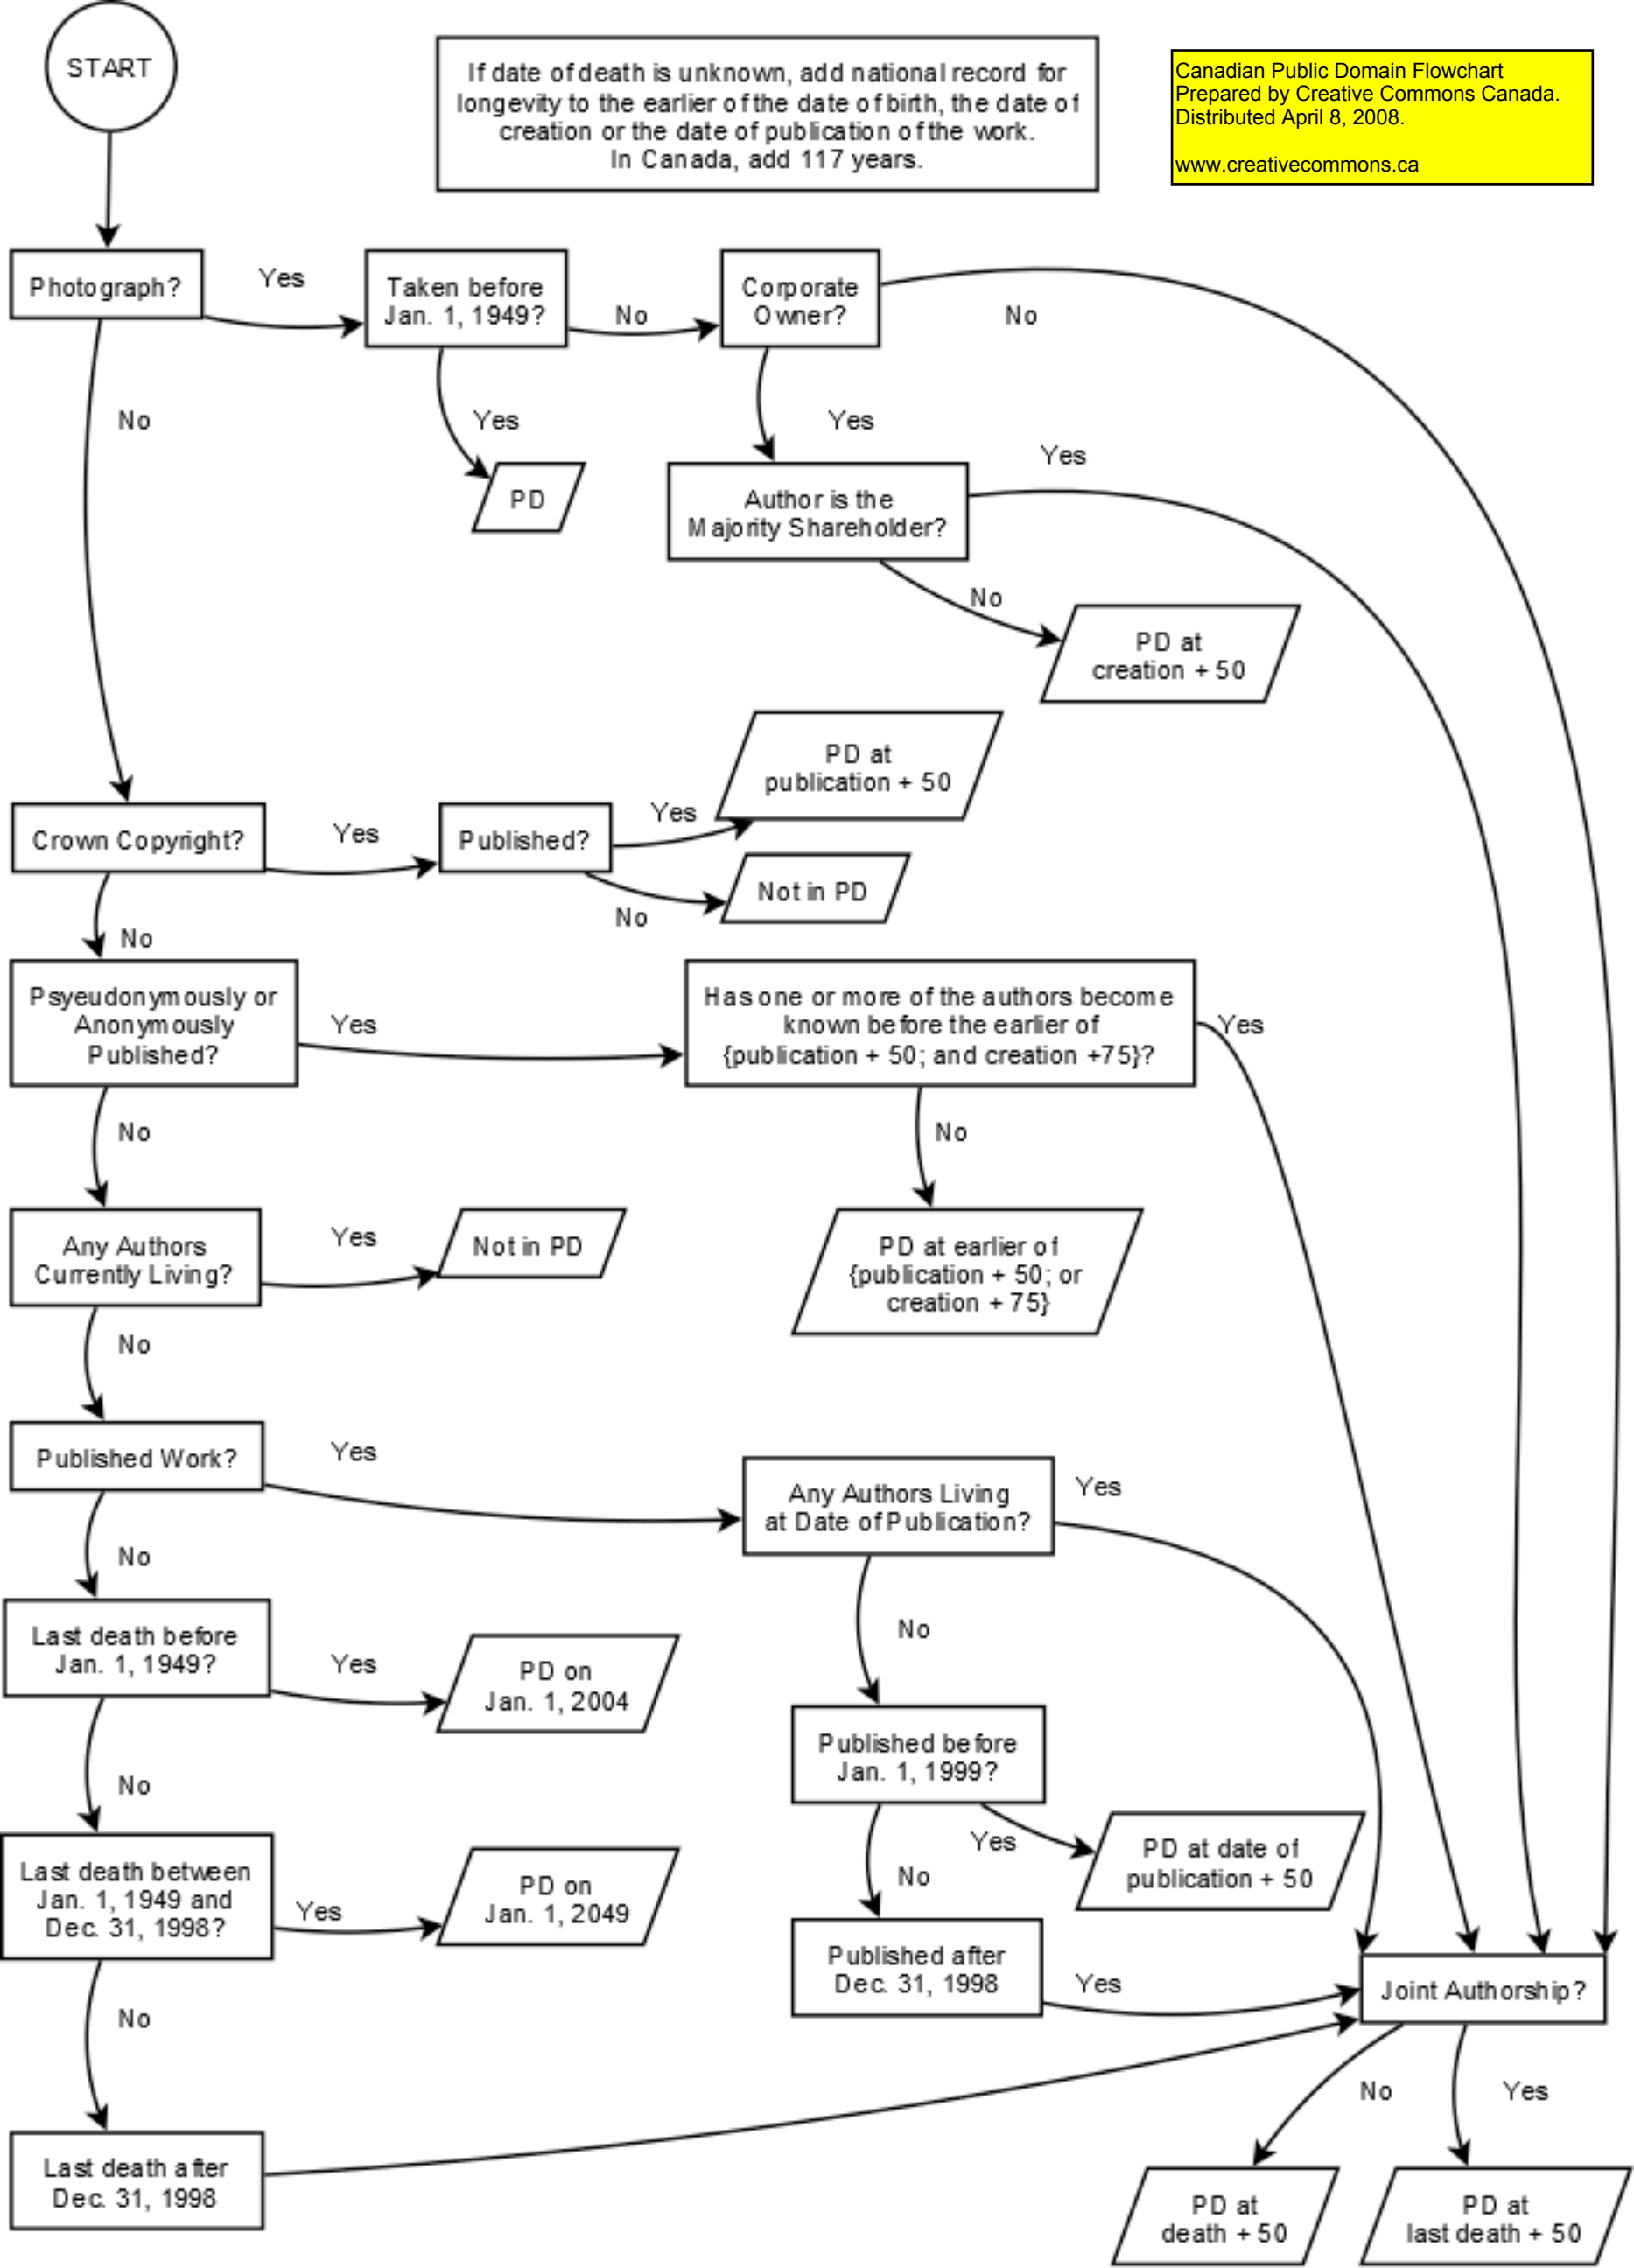 START
If date of death is unknown, add national record for
longevity to the earlier of the date of birth, the date of
creation or the date of publication of the work.
In Canada, add 117 years.
Canadian Public Domain Flowchart
Prepared by Creative Commons Canada.
Distributed April 8, 2008.
www.creativecommons.ca
Photograph?
Yes
Taken before
Jan. 1, 1949?
No
Corporate
Owner?
No
No
Yes
PD
Yes
Author is the
Majority Shareholder?
Yes
No
PD at
creation + 50
Crown Copyright?
Yes
Published?
Yes
PD at
publication + 50
No
Not in PD
No
Psyeudonymously or
Anonymously
Published?
Yes
Has one or more of the authors become
known before the earlier of
{publication + 50; and creation +75}?
Yes
No
No
PD at earlier of
{publication + 50; or
creation + 75}
Any Authors
Currently Living?
Yes
Not in PD
No
Published Work?
Yes
Any Authors Living
at Date of Publication?
Yes
No
No
Last death before
Jan. 1, 1949?
Yes
PD on
Jan. 1, 2004
Published before
Jan. 1, 1999?
Yes
PD at date of
publication + 50
No
No
Last death between
Jan. 1, 1949 and
Dec. 31, 1998?
Yes
PD on
Jan. 1, 2049
Published after
Dec. 31, 1998
Yes
Joint Authorship?
No
Last death after
Dec. 31, 1998
No
Yes
PD at
death + 50
PD at
last death + 50